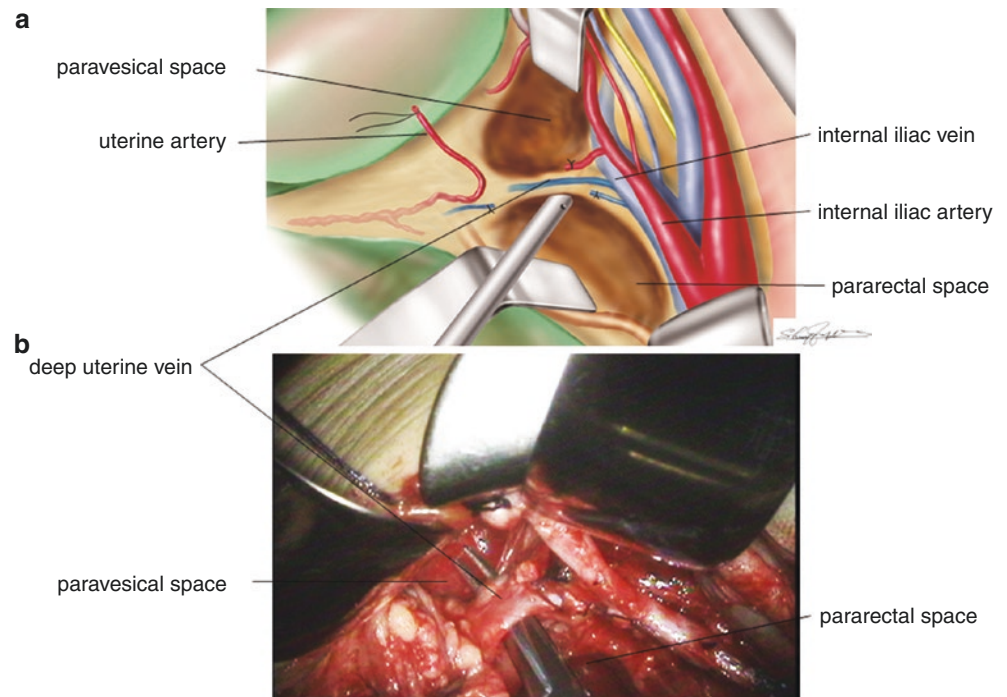 a
paravesical space
uterine artery
internal iliac vein
internal iliac artery
pararectal space
b
deep uterine vein
paravesical space
pararectal space